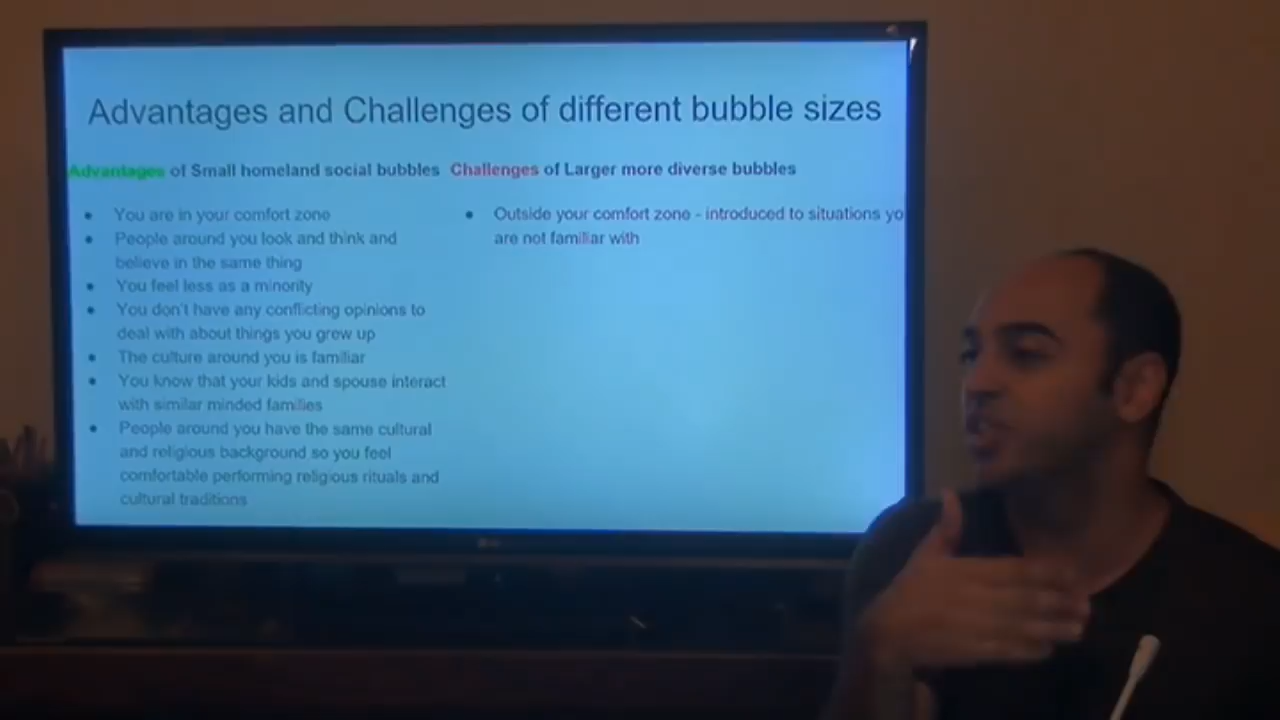 Advantages and Challenges of different bubble sizes
Advantages of Small homeland social bubbles
● You are in your comfort zone
● People around you look and think and
believe in the same thing
● You feel less as a minority
● You don't have any conflicting opinions to
deal with about things you grew up
● The culture around you is familiar
● You know that your kids and spouse interact
with similar minded families
● People around you have the same cultural
and religious background so you feel
comfortable performing religious rituals and
cultural traditions
Challenges of Larger more diverse bubbles
● Outside your comfort zone - introduced to situations yo
are not familiar with